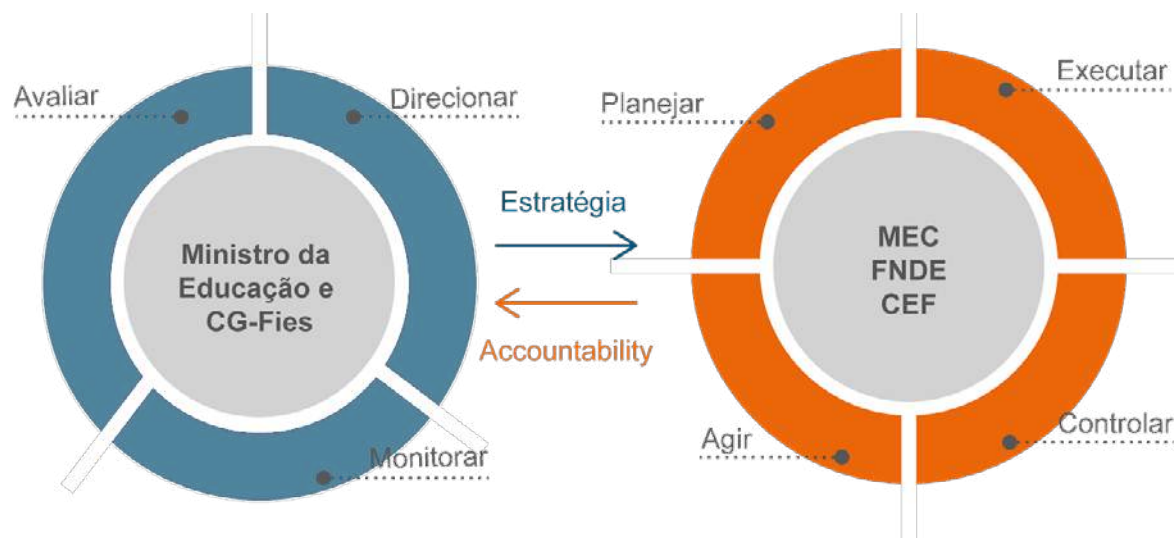 Avaliar
Direcionar
Ministro da
Educação e
CG-Fies
Monitorar
Estratégia
Accountability
Planejar
Executar
MEC
FNDE
CEF
Agir
Controlar